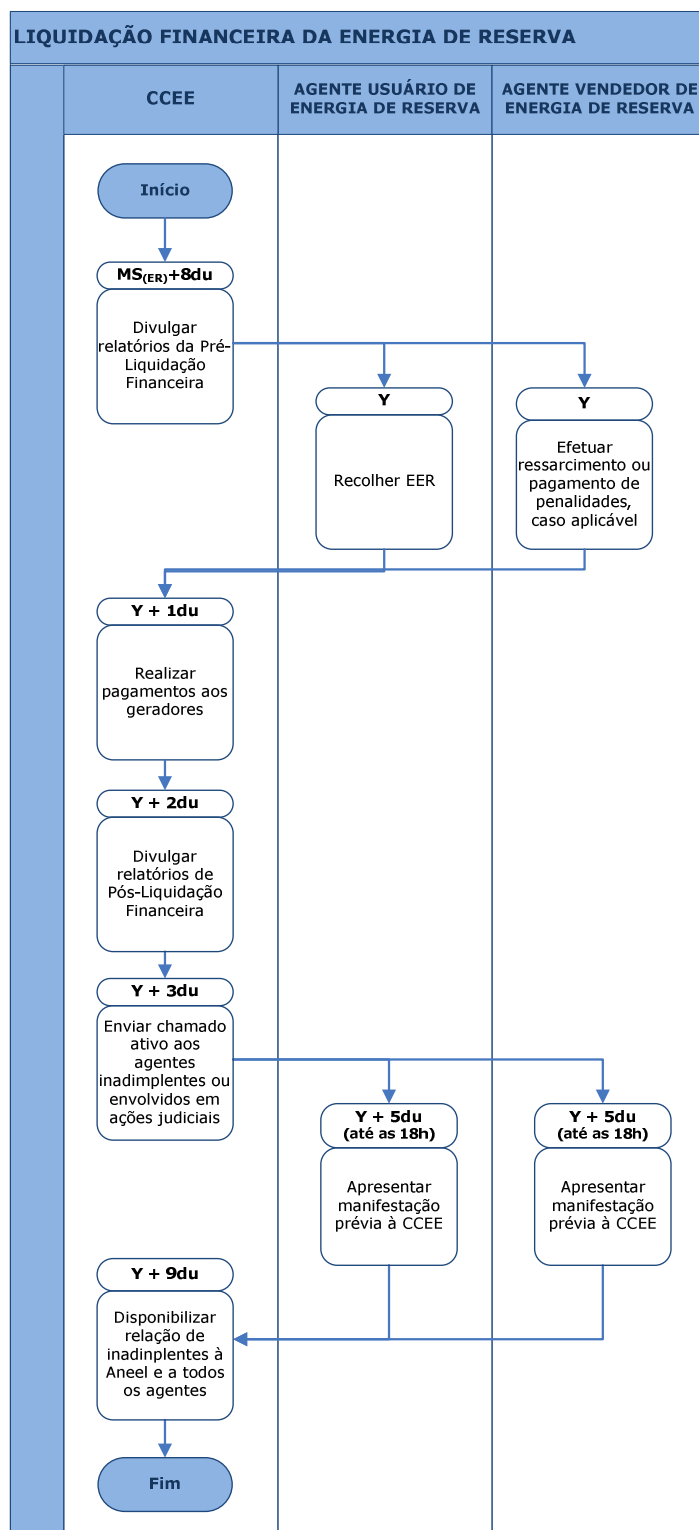 LIQUIDAÇÃO FINANCEIRA DA ENERGIA DE RESERVA
CCEE
AGENTE USUÁRIO DE
ENERGIA DE RESERVA
AGENTE VENDEDOR DE
ENERGIA DE RESERVA
Início
MS(ER)+8du
Divulgar
relatórios da Pré-
Liquidação
Financeira
Y
Recolher EER
Y
Efetuar
ressarcimento ou
pagamento de
penalidades,
caso aplicável
Y + 1du
Realizar
pagamentos aos
geradores
Y + 2du
Divulgar
relatórios de
Pós-Liquidação
Financeira
Y + 3du
Enviar chamado
ativo aos
agentes
inadimplentes ou
envolvidos em
ações judiciais
Y + 5du
(até as 18h)
Apresentar
manifestação
prévia à CCEE
Y + 5du
(até as 18h)
Apresentar
manifestação
prévia à CCEE
Y + 9du
Disponibilizar
relação de
inadinplentes à
Aneel e a todos
os agentes
Fim